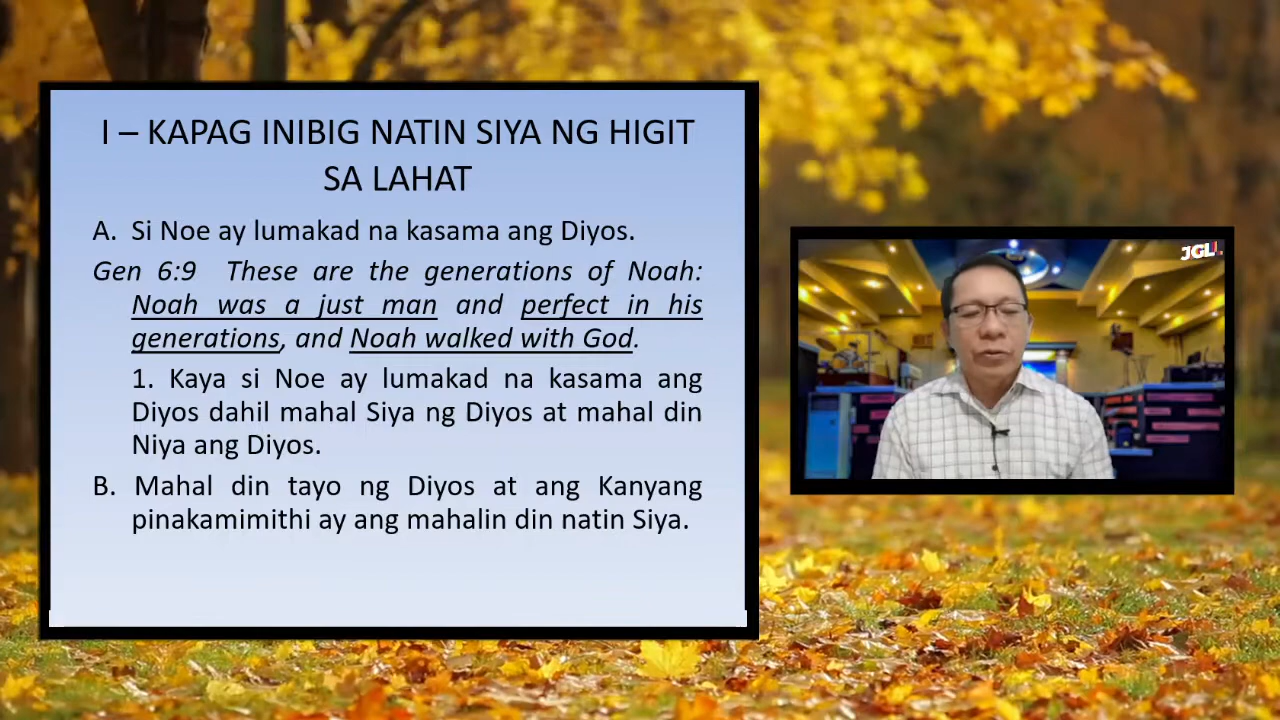 I – KAPAG INIBIG NATIN SIYA NG HIGIT
SA LAHAT
A. Si Noe ay lumakad na kasama ang Diyos.
Gen 6:9 These are the generations of Noah:
Noah was a just man and perfect in his
generations, and Noah walked with God.
1. Kaya si Noe ay lumakad na kasama ang
Diyos dahil mahal Siya ng Diyos at mahal din
Niya ang Diyos.
B. Mahal din tayo ng Diyos at ang Kanyang
pinakamimithi ay ang mahalin din natin Siya.
JGL